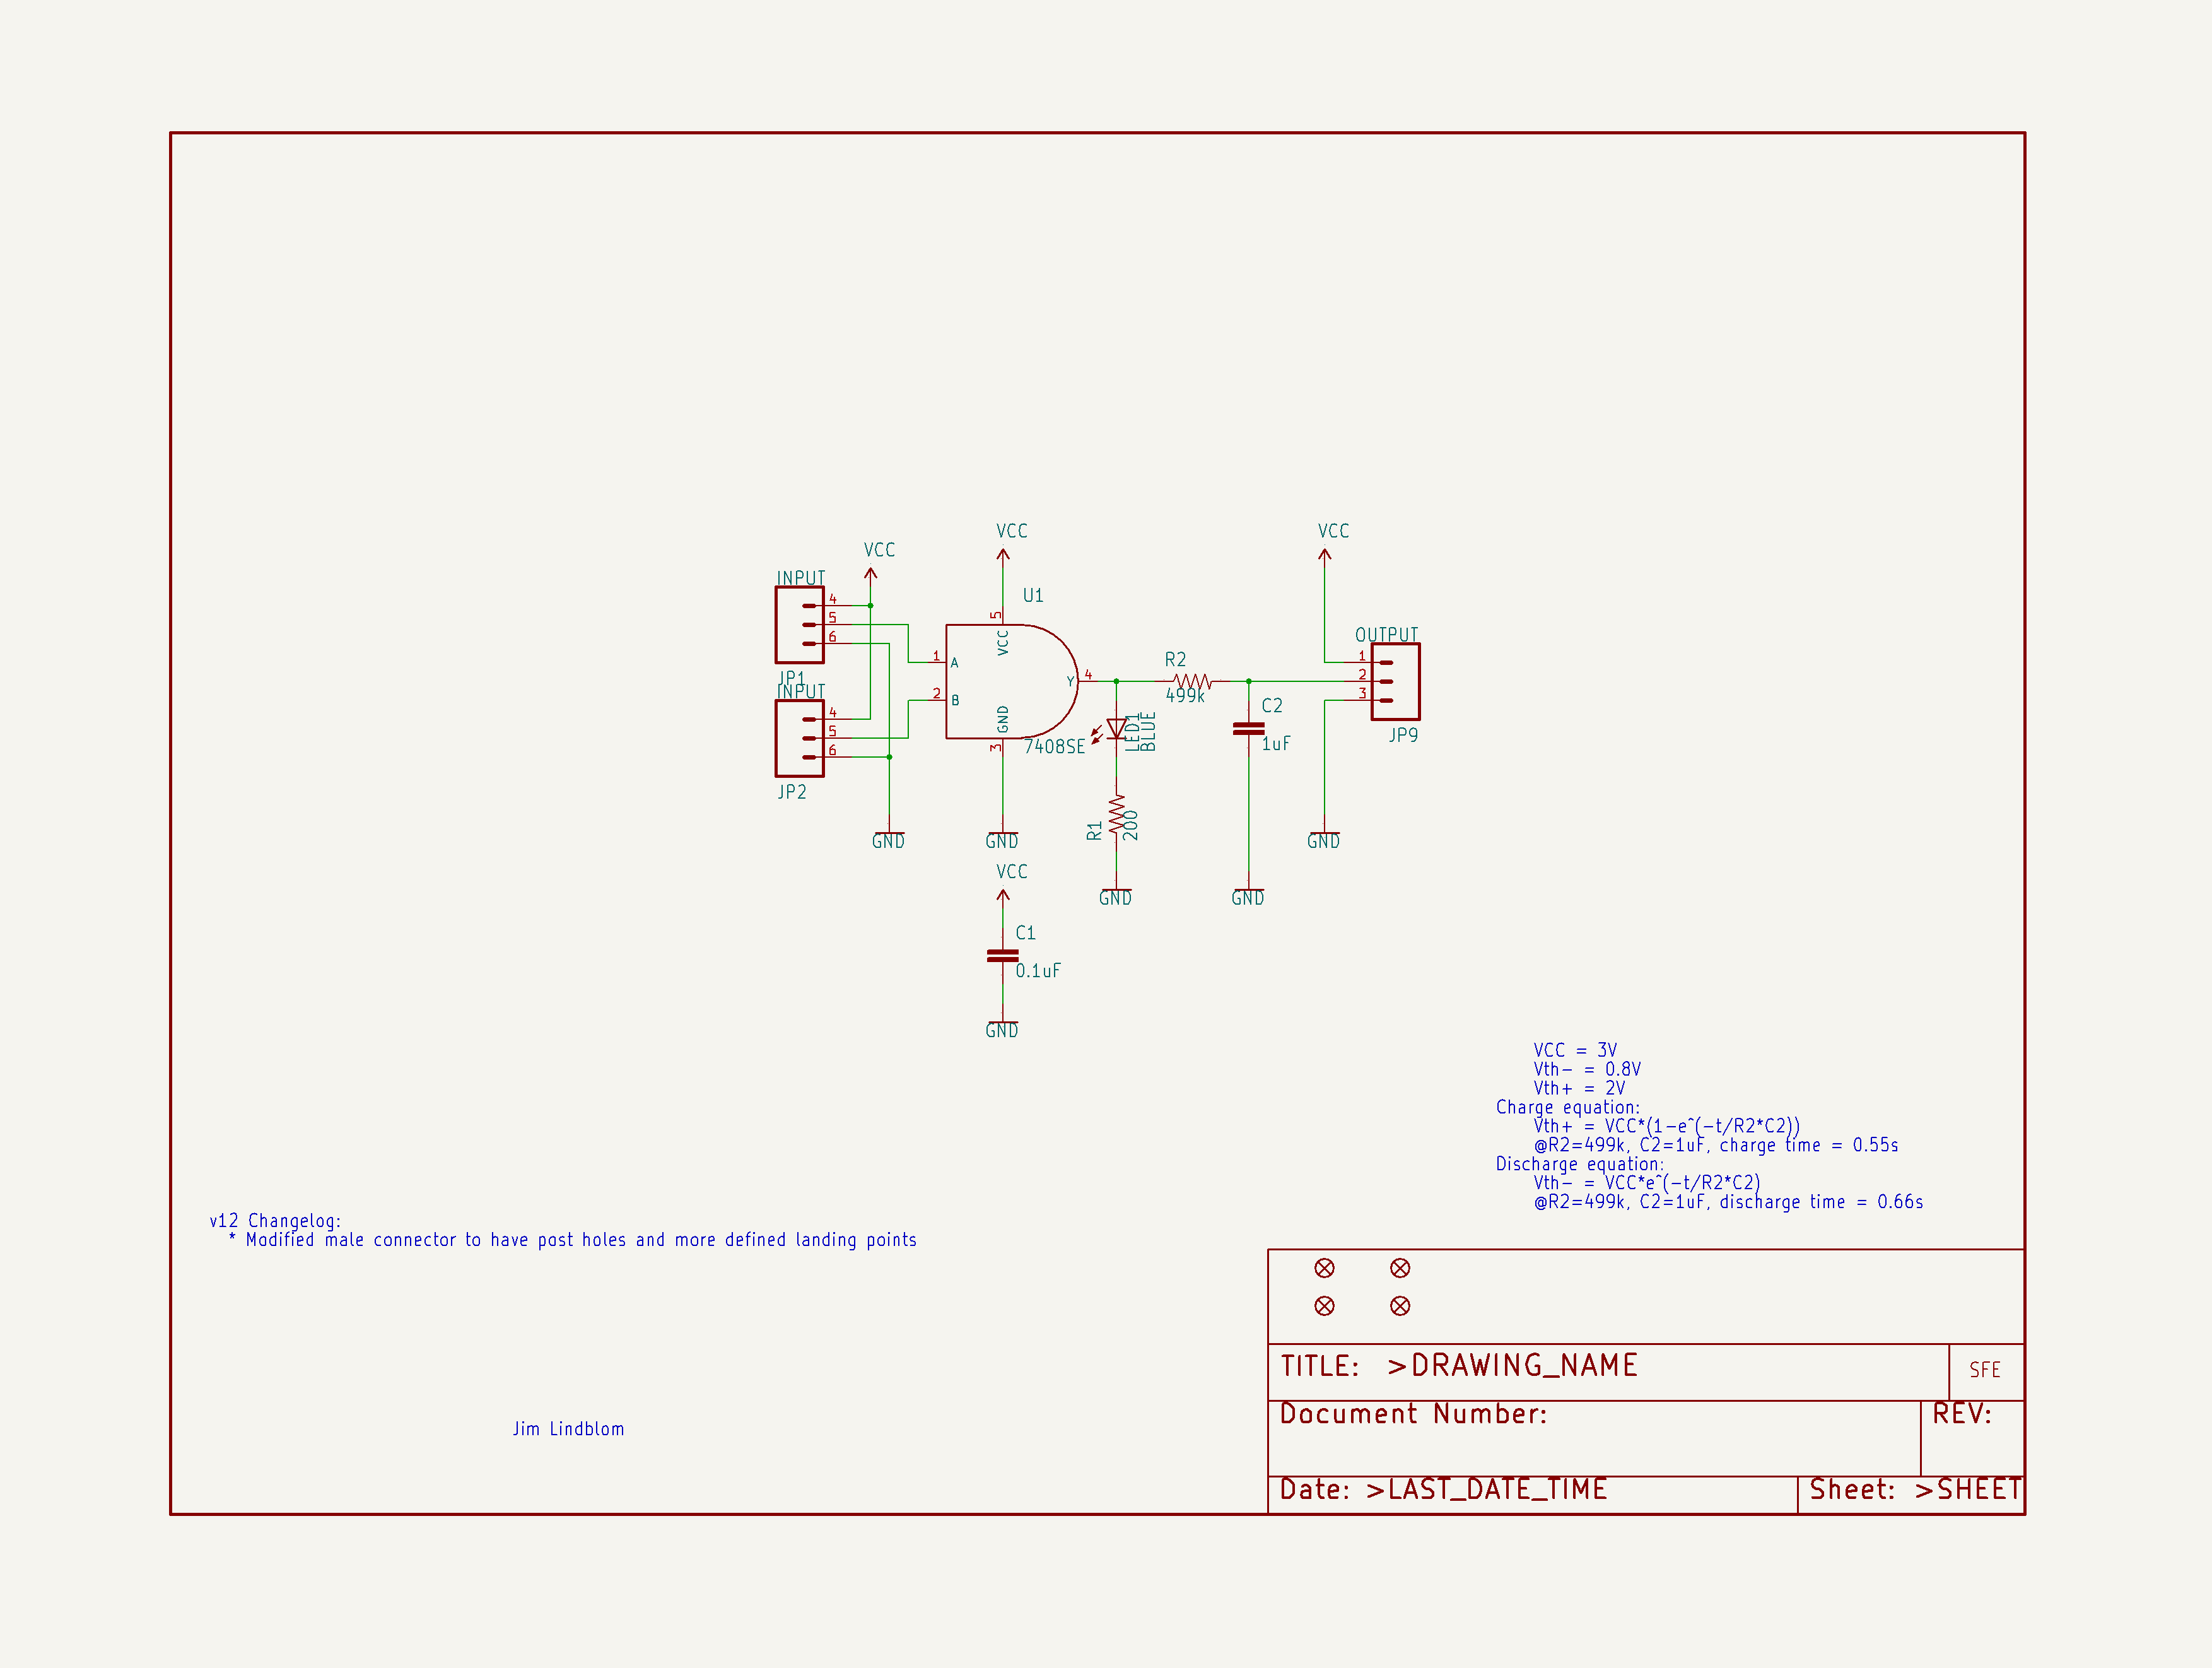 VCC
VCC
VCC
INPUT
4
5
6
JP1
INPUT
4
5
6
JP2
GND
U1
5
VCC
1
A
2
B
Y
4
GND
3
7408SE
GND
R2
499k
LED1
BLUE
R1
200
GND
C2
1uF
GND
OUTPUT
1
2
3
JP9
GND
VCC
C1
0.1uF
GND
VCC = 3V
Vth- = 0.8V
Vth+ = 2V
Charge equation:
Vth+ = VCC*(1-e^(-t/R2*C2))
@R2=499k, C2=1uF, charge time = 0.55s
Discharge equation:
Vth- = VCC*e^(-t/R2*C2)
@R2=499k, C2=1uF, discharge time = 0.66s
v12 Changelog:
* Modified male connector to have post holes and more defined landing points
Jim Lindblom
TITLE: >DRAWING_NAME
SFE
Document Number:
REV:
Date: >LAST_DATE_TIME
Sheet: >SHEET